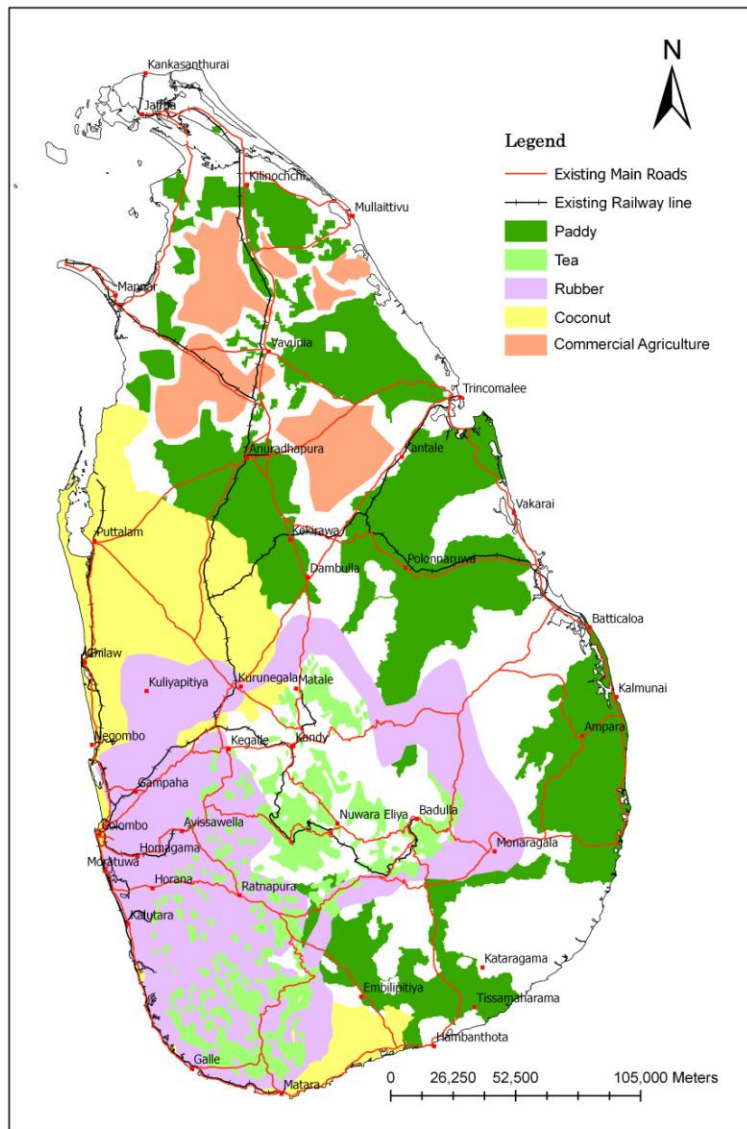 N
Kankasanthurai
Jaffna
Legend
Existing Main Roads
Existing Railway line
Paddy
Tea
Rubber
Coconut
Commercial Agriculture
Kilinochchi
Mullaittivu
Mannar
Vavunia
Trincomalee
Anuradhapura
Kantale
Vakarai
Puttalam
Kekirawa
Polonnaruwa
Dambulla
Batticaloa
Chilaw
Kuliyapitiya
Kurunegala
Matale
Kalmunai
Ampara
Negombo
Kegalle
Kandy
Gampaha
Colombo
Avissawella
Nuwara Eliya
Badulla
Homagama
Monaragala
Moratuwa
Horana
Ratnapura
Kalutara
Kataragama
Embilipitiya
Tissamaharama
Hambanthota
Galle
Matara
0 26,250 52,500 105,000 Meters